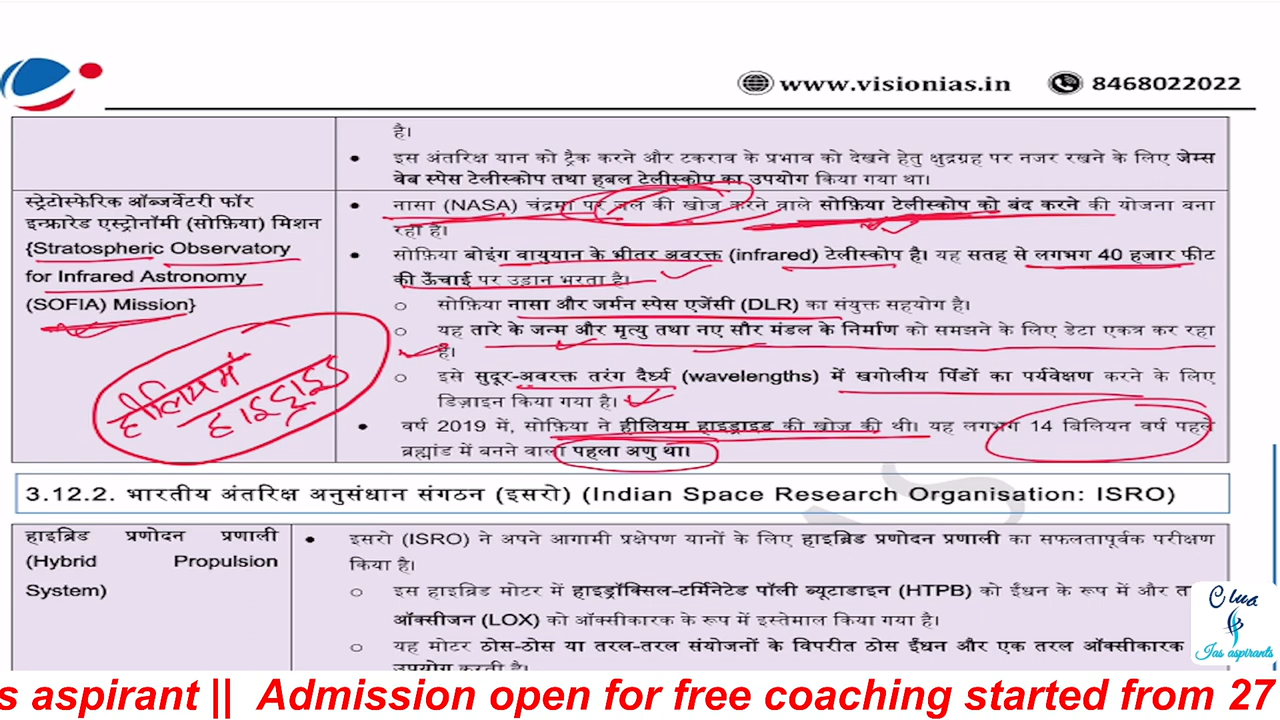 www.visionias.in 8468022022
है।
इस अंतरिक्ष यान को ट्रैक करने और टकराव के प्रभाव को देखने हेतु क्षुद्रग्रह पर नजर रखने के लिए जेम्स
वेब स्पेस टेलीस्कोप तथा हबल टेलीस्कोप का उपयोग किया गया था।
स्ट्रेटोस्फेरिक ऑब्जर्वेटरी फॉर
इन्फ्रारेड एस्ट्रोनॉमी (सोफ़िया) मिशन
{Stratospheric Observatory
for Infrared Astronomy
(SOFIA) Mission}
नासा (NASA) चंद्रमा पर जल की खोज करने वाले सोफ़िया टेलीस्कोप को बंद करने की योजना बना
रहा है।
सोफ़िया बोइंग वायुयान के भीतर अवरक्त (infrared) टेलीस्कोप है। यह सतह से लगभग 40 हजार फीट
की ऊँचाई पर उड़ान भरता है।
सोफ़िया नासा और जर्मन स्पेस एजेंसी (DLR) का संयुक्त सहयोग है।
यह तारे के जन्म और मृत्यु तथा नए सौर मंडल के निर्माण को समझने के लिए डेटा एकत्र कर रहा
है।
इसे सुदूर-अवरक्त तरंग दैर्ध्य (wavelengths) में खगोलीय पिंडों का पर्यवेक्षण करने के लिए
डिज़ाइन किया गया है।
वर्ष 2019 में, सोफ़िया ने हीलियम हाइड्राइड की खोज की थी। यह लगभग 14 बिलियन वर्ष पहले
ब्रह्मांड में बनने वाला पहला अणु था।
हीलियम
हाइड्राइड
3.12.2. भारतीय अंतरिक्ष अनुसंधान संगठन (इसरो) (Indian Space Research Organisation: ISRO)
हाइब्रिड प्रणोदन प्रणाली
(Hybrid Propulsion
System)
इसरो (ISRO) ने अपने आगामी प्रक्षेपण यानों के लिए हाइब्रिड प्रणोदन प्रणाली का सफलतापूर्वक परीक्षण
किया है।
इस हाइब्रिड मोटर में हाइड्रॉक्सिल-टर्मिनेटेड पॉली ब्यूटाडाइन (HTPB) को ईंधन के रूप में और
ऑक्सीजन (LOX) को ऑक्सीकारक के रूप में इस्तेमाल किया गया है।
यह मोटर ठोस-ठोस या तरल-तरल संयोजनों के विपरीत ठोस ईंधन और एक तरल ऑक्सीकारक
उपयोग करती है।
Jas aspirants
s aspirant || Admission open for free coaching started from 27